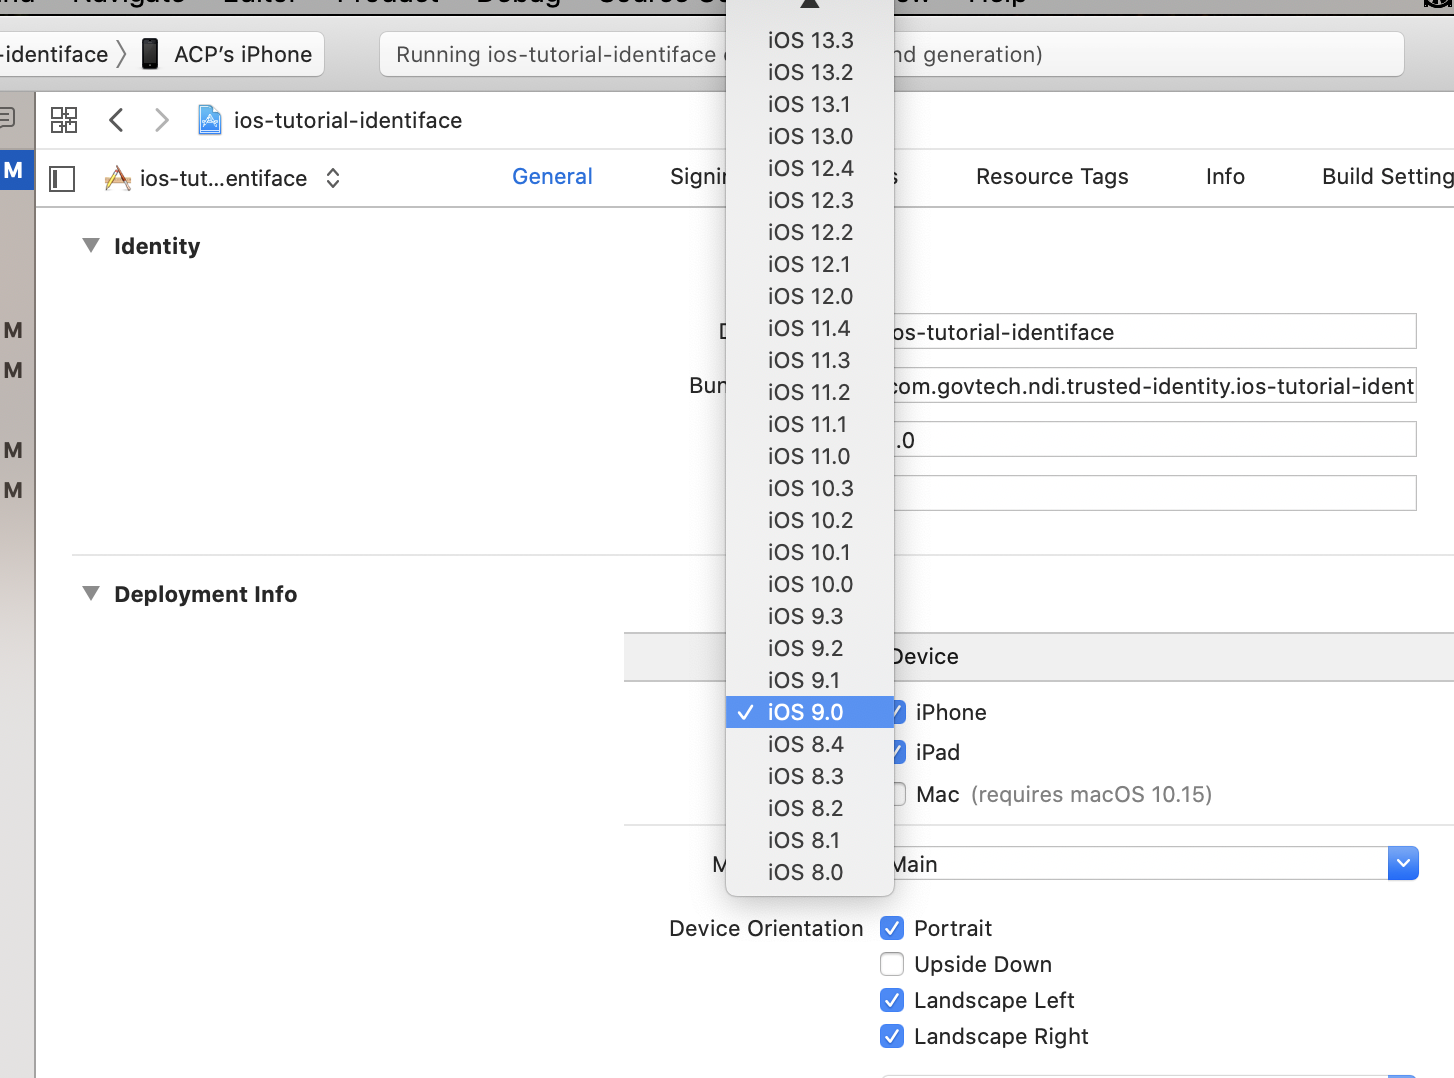 Navigate Editor Product Debug Help
-identiface 〉 ACP's iPhone
Running ios-tutorial-identiface
nd generation)
ios-tutorial-identiface
M
ios-tut...entiface
General
Resource Tags
Info
Build Setting
Identity
os-tutorial-identiface
com.govtech.ndi.trusted-identity.ios-tutorial-ident
.0
M
M
M
M
Deployment Info
Device
iPhone
iPad
Mac (requires macOS 10.15)
Main
Device Orientation
Portrait
Upside Down
Landscape Left
Landscape Right
iOS 13.3
iOS 13.2
iOS 13.1
iOS 13.0
iOS 12.4
iOS 12.3
iOS 12.2
iOS 12.1
iOS 12.0
iOS 11.4
iOS 11.3
iOS 11.2
iOS 11.1
iOS 11.0
iOS 10.3
iOS 10.2
iOS 10.1
iOS 10.0
iOS 9.3
iOS 9.2
iOS 9.1
✓ iOS 9.0
iOS 8.4
iOS 8.3
iOS 8.2
iOS 8.1
iOS 8.0